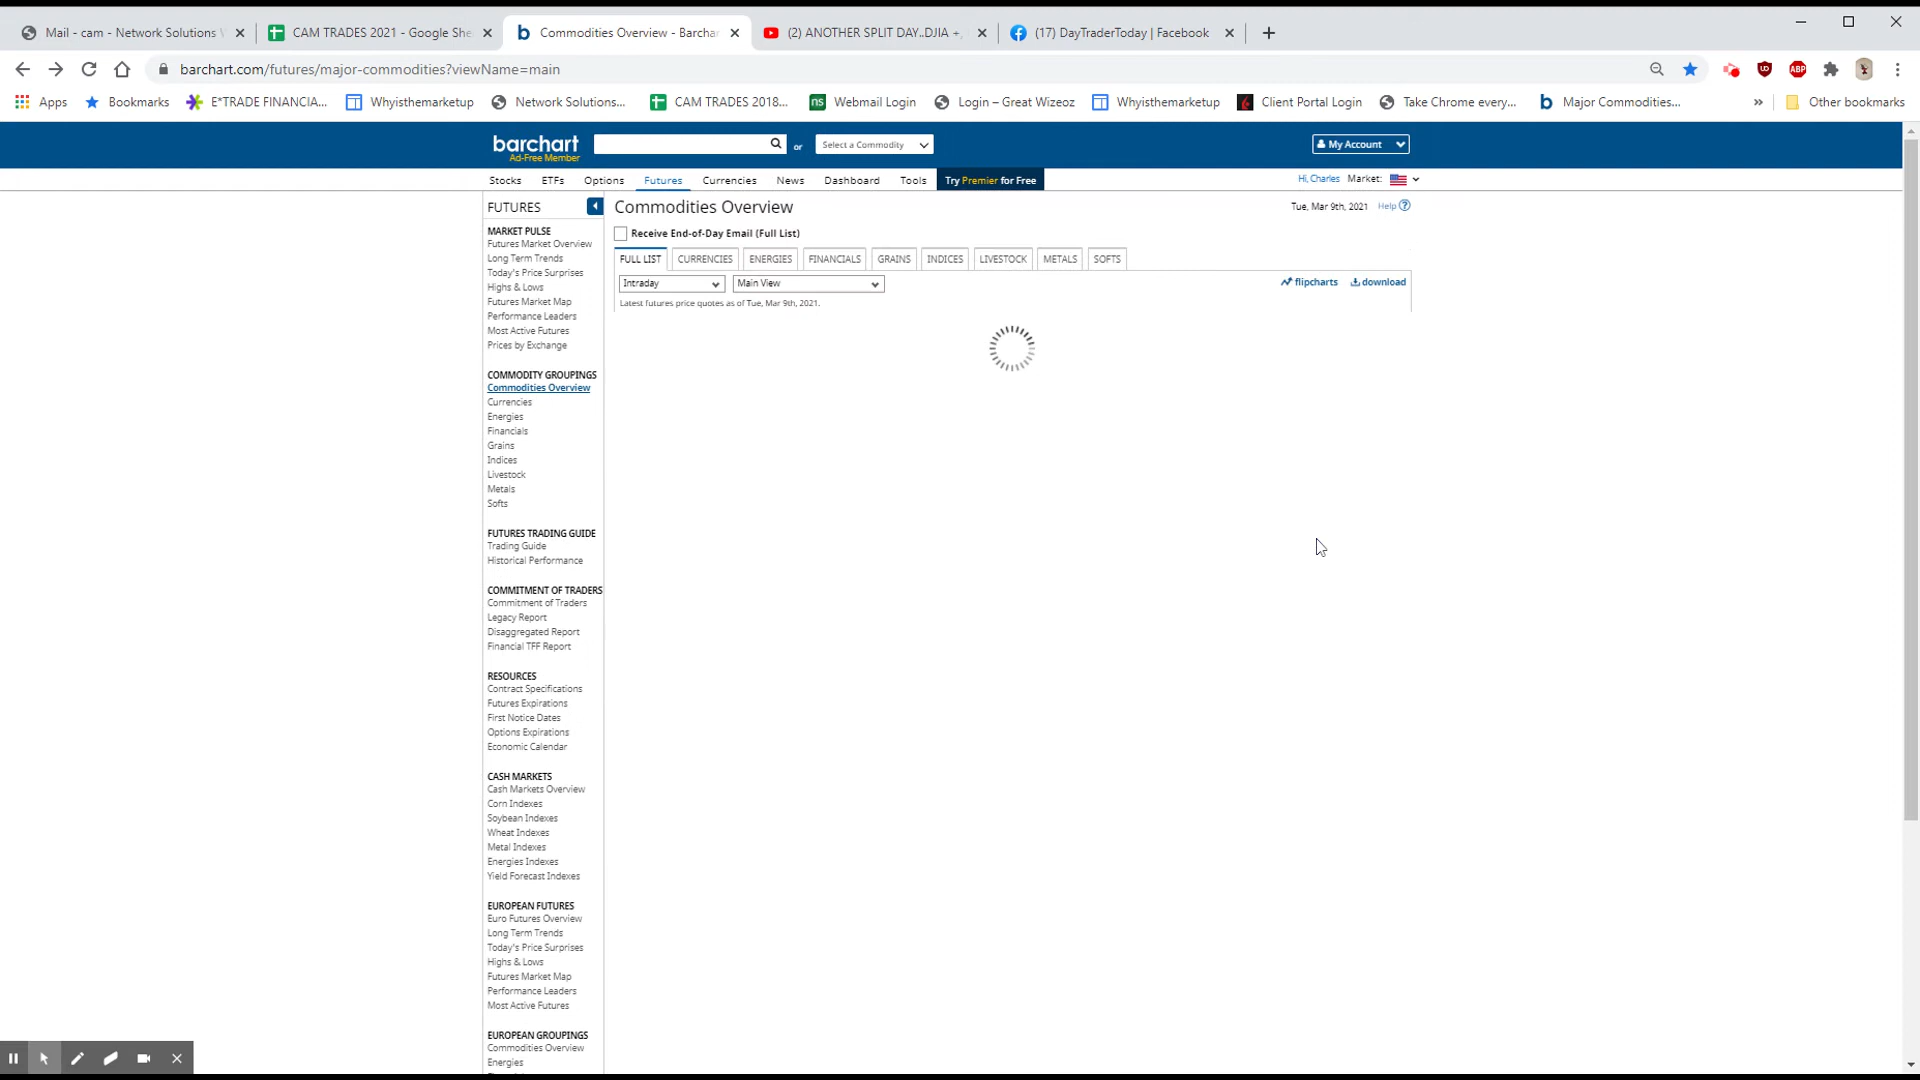 Mail - cam - Network Solutions
CAM TRADES 2021 - Google She
Commodities Overview - Barchar
(2) ANOTHER SPLIT DAY..DJIA +,
(17) DayTraderToday | Facebook
barchart.com/futures/major-commodities?viewName=main
Apps
Bookmarks
E*TRADE FINANCIA...
Whyisthemarketup
Network Solutions...
CAM TRADES 2018...
Webmail Login
Login – Great Wizeoz
Whyisthemarketup
Client Portal Login
Take Chrome every...
Major Commodities...
»
Other bookmarks
barchart
Ad-Free Member
or
Select a Commodity
My Account
Stocks
ETFs
Options
Futures
Currencies
News
Dashboard
Tools
Try Premier for Free
Hi, Charles
Market:
FUTURES
Commodities Overview
Tue, Mar 9th, 2021
Help
Receive End-of-Day Email (Full List)
FULL LIST
CURRENCIES
ENERGIES
FINANCIALS
GRAINS
INDICES
LIVESTOCK
METALS
SOFTS
Intraday
Main View
flipcharts
download
Latest futures price quotes as of Tue, Mar 9th, 2021.
MARKET PULSE
Futures Market Overview
Long Term Trends
Today's Price Surprises
Highs & Lows
Futures Market Map
Performance Leaders
Most Active Futures
Prices by Exchange
COMMODITY GROUPINGS
Commodities Overview
Currencies
Energies
Financials
Grains
Indices
Livestock
Metals
Softs
FUTURES TRADING GUIDE
Trading Guide
Historical Performance
COMMITMENT OF TRADERS
Commitment of Traders
Legacy Report
Disaggregated Report
Financial TFF Report
RESOURCES
Contract Specifications
Futures Expirations
First Notice Dates
Options Expirations
Economic Calendar
CASH MARKETS
Cash Markets Overview
Corn Indexes
Soybean Indexes
Wheat Indexes
Metal Indexes
Energies Indexes
Yield Forecast Indexes
EUROPEAN FUTURES
Euro Futures Overview
Long Term Trends
Today's Price Surprises
Highs & Lows
Futures Market Map
Performance Leaders
Most Active Futures
EUROPEAN GROUPINGS
Commodities Overview
Energies